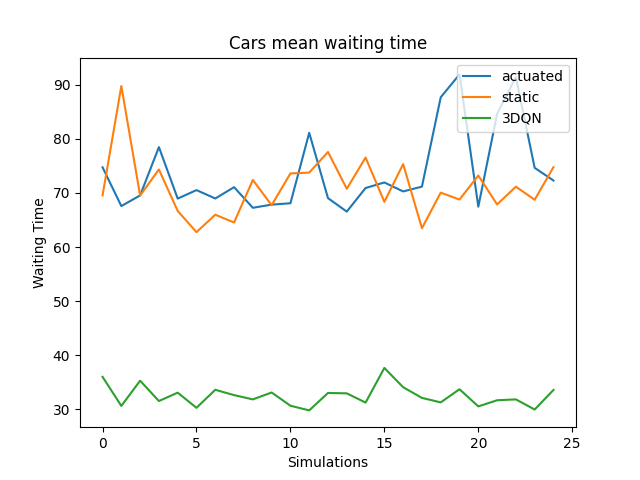 Cars mean waiting time
actuated
static
3DQN
Waiting Time
90
80
70
60
50
40
30
0 5 10 15 20 25
Simulations